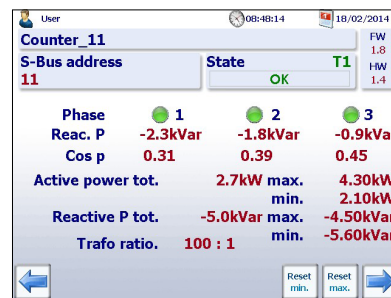 User 08:48:14 18/02/2014
Counter_11 FW
1.8
S-Bus address State T1 HW
11 OK 1.4
Phase 1 2 3
Reac. P -2.3kVar -1.8kVar -0.9kVa
Cos p 0.31 0.39 0.45
Active power tot. 2.7kW max. 4.30kW
min. 2.10kW
Reactive P tot. -5.0kVar max. -4.50kVar
min. -5.60kVar
Trafo ratio. 100 : 1
Reset Reset
min. max.